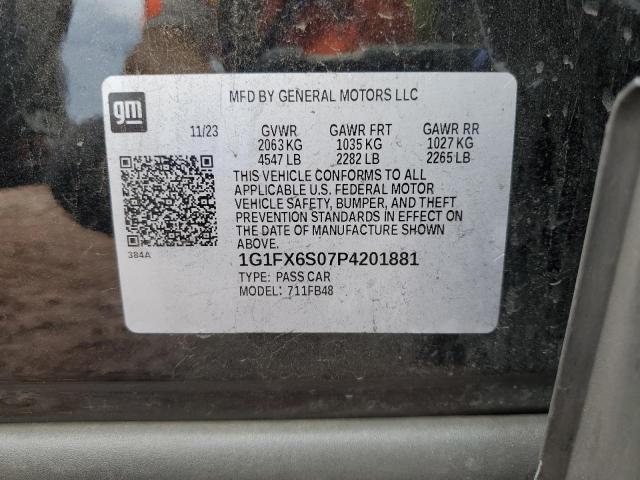 gm
MFD BY GENERAL MOTORS LLC
11/23 GVWR GAWR FRT GAWR RR
2063 KG 1035 KG 1027 KG
4547 LB 2282 LB 2265 LB
THIS VEHICLE CONFORMS TO ALL
APPLICABLE U.S. FEDERAL MOTOR
VEHICLE SAFETY, BUMPER, AND THEFT
PREVENTION STANDARDS IN EFFECT ON
THE DATE OF MANUFACTURE SHOWN
ABOVE.
384A
1G1FX6S07P4201881
TYPE: PASS CAR
MODEL: 711FB48